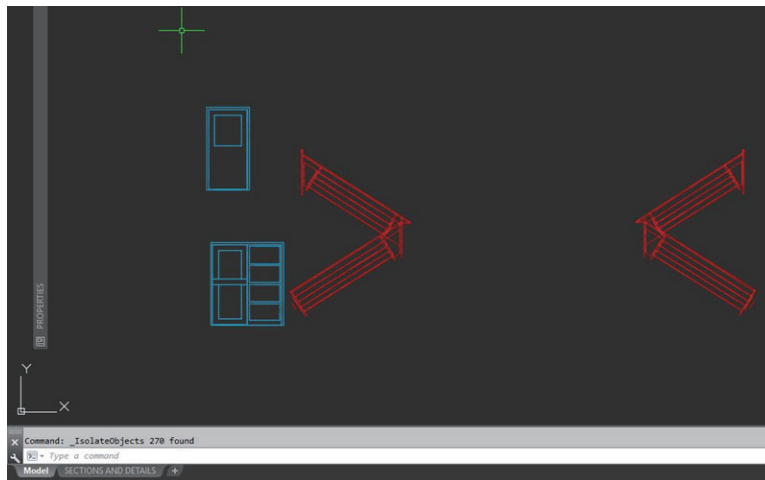 PROPERTIES
Y
X
Command: _IsolateObjects 270 found
Type a command
Model SECTIONS AND DETAILS +